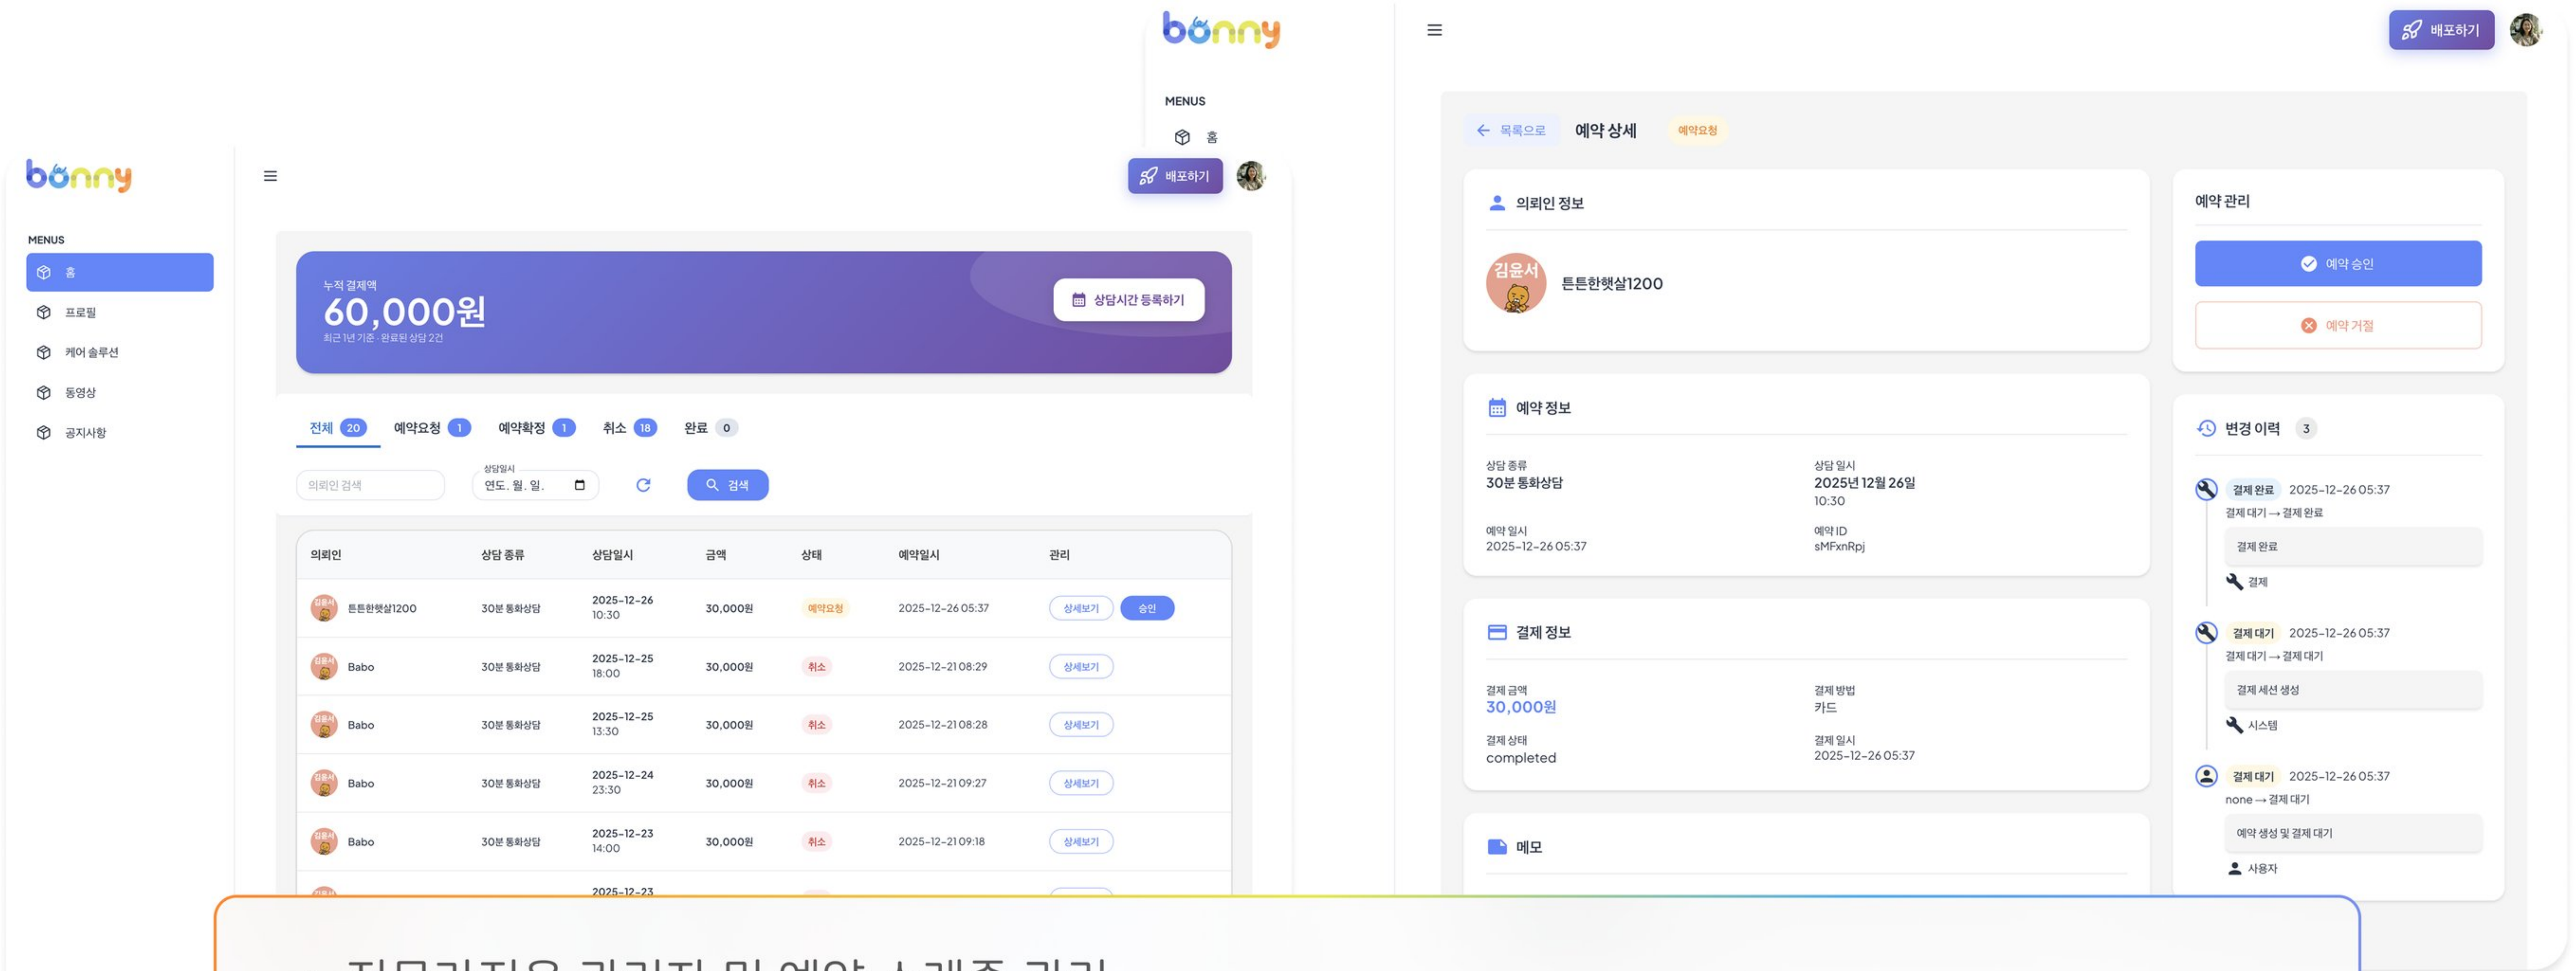 bonny
MENUS
홈
프로필
케어 솔루션
동영상
공지사항
배포하기
누적 결제액
60,000원
최근 1년 기준 · 완료된 상담 2건
상담시간 등록하기
전체 20 예약요청 1 예약확정 1 취소 18 완료 0
의뢰인 검색
상담일시
연도. 월. 일.
검색
의뢰인 상담 종류 상담일시 금액 상태 예약일시 관리
김윤서 튼튼한햇살1200 30분 통화상담 2025-12-26 10:30 30,000원 예약요청 2025-12-26 05:37 상세보기 승인
김윤서 Babo 30분 통화상담 2025-12-25 18:00 30,000원 취소 2025-12-21 08:29 상세보기
김윤서 Babo 30분 통화상담 2025-12-25 13:30 30,000원 취소 2025-12-21 08:28 상세보기
김윤서 Babo 30분 통화상담 2025-12-24 23:30 30,000원 취소 2025-12-21 09:27 상세보기
김윤서 Babo 30분 통화상담 2025-12-23 14:00 30,000원 취소 2025-12-21 09:18 상세보기
2025-12-23
bonny
MENUS
홈
배포하기
목록으로 예약 상세 예약요청
의뢰인 정보
김윤서
튼튼한햇살1200
예약 정보
상담 종류
30분 통화상담
상담 일시
2025년 12월 26일
10:30
예약 일시
2025-12-26 05:37
예약 ID
sMFxnRpj
결제 정보
결제 금액
30,000원
결제 방법
카드
결제 상태
completed
결제 일시
2025-12-26 05:37
메모
예약 관리
예약 승인
예약 거절
변경 이력 3
결제 완료 2025-12-26 05:37
결제 대기 → 결제 완료
결제 완료
결제
결제 대기 2025-12-26 05:37
결제 대기 → 결제 대기
결제 세션 생성
시스템
결제 대기 2025-12-26 05:37
none → 결제 대기
예약 생성 및 결제 대기
사용자